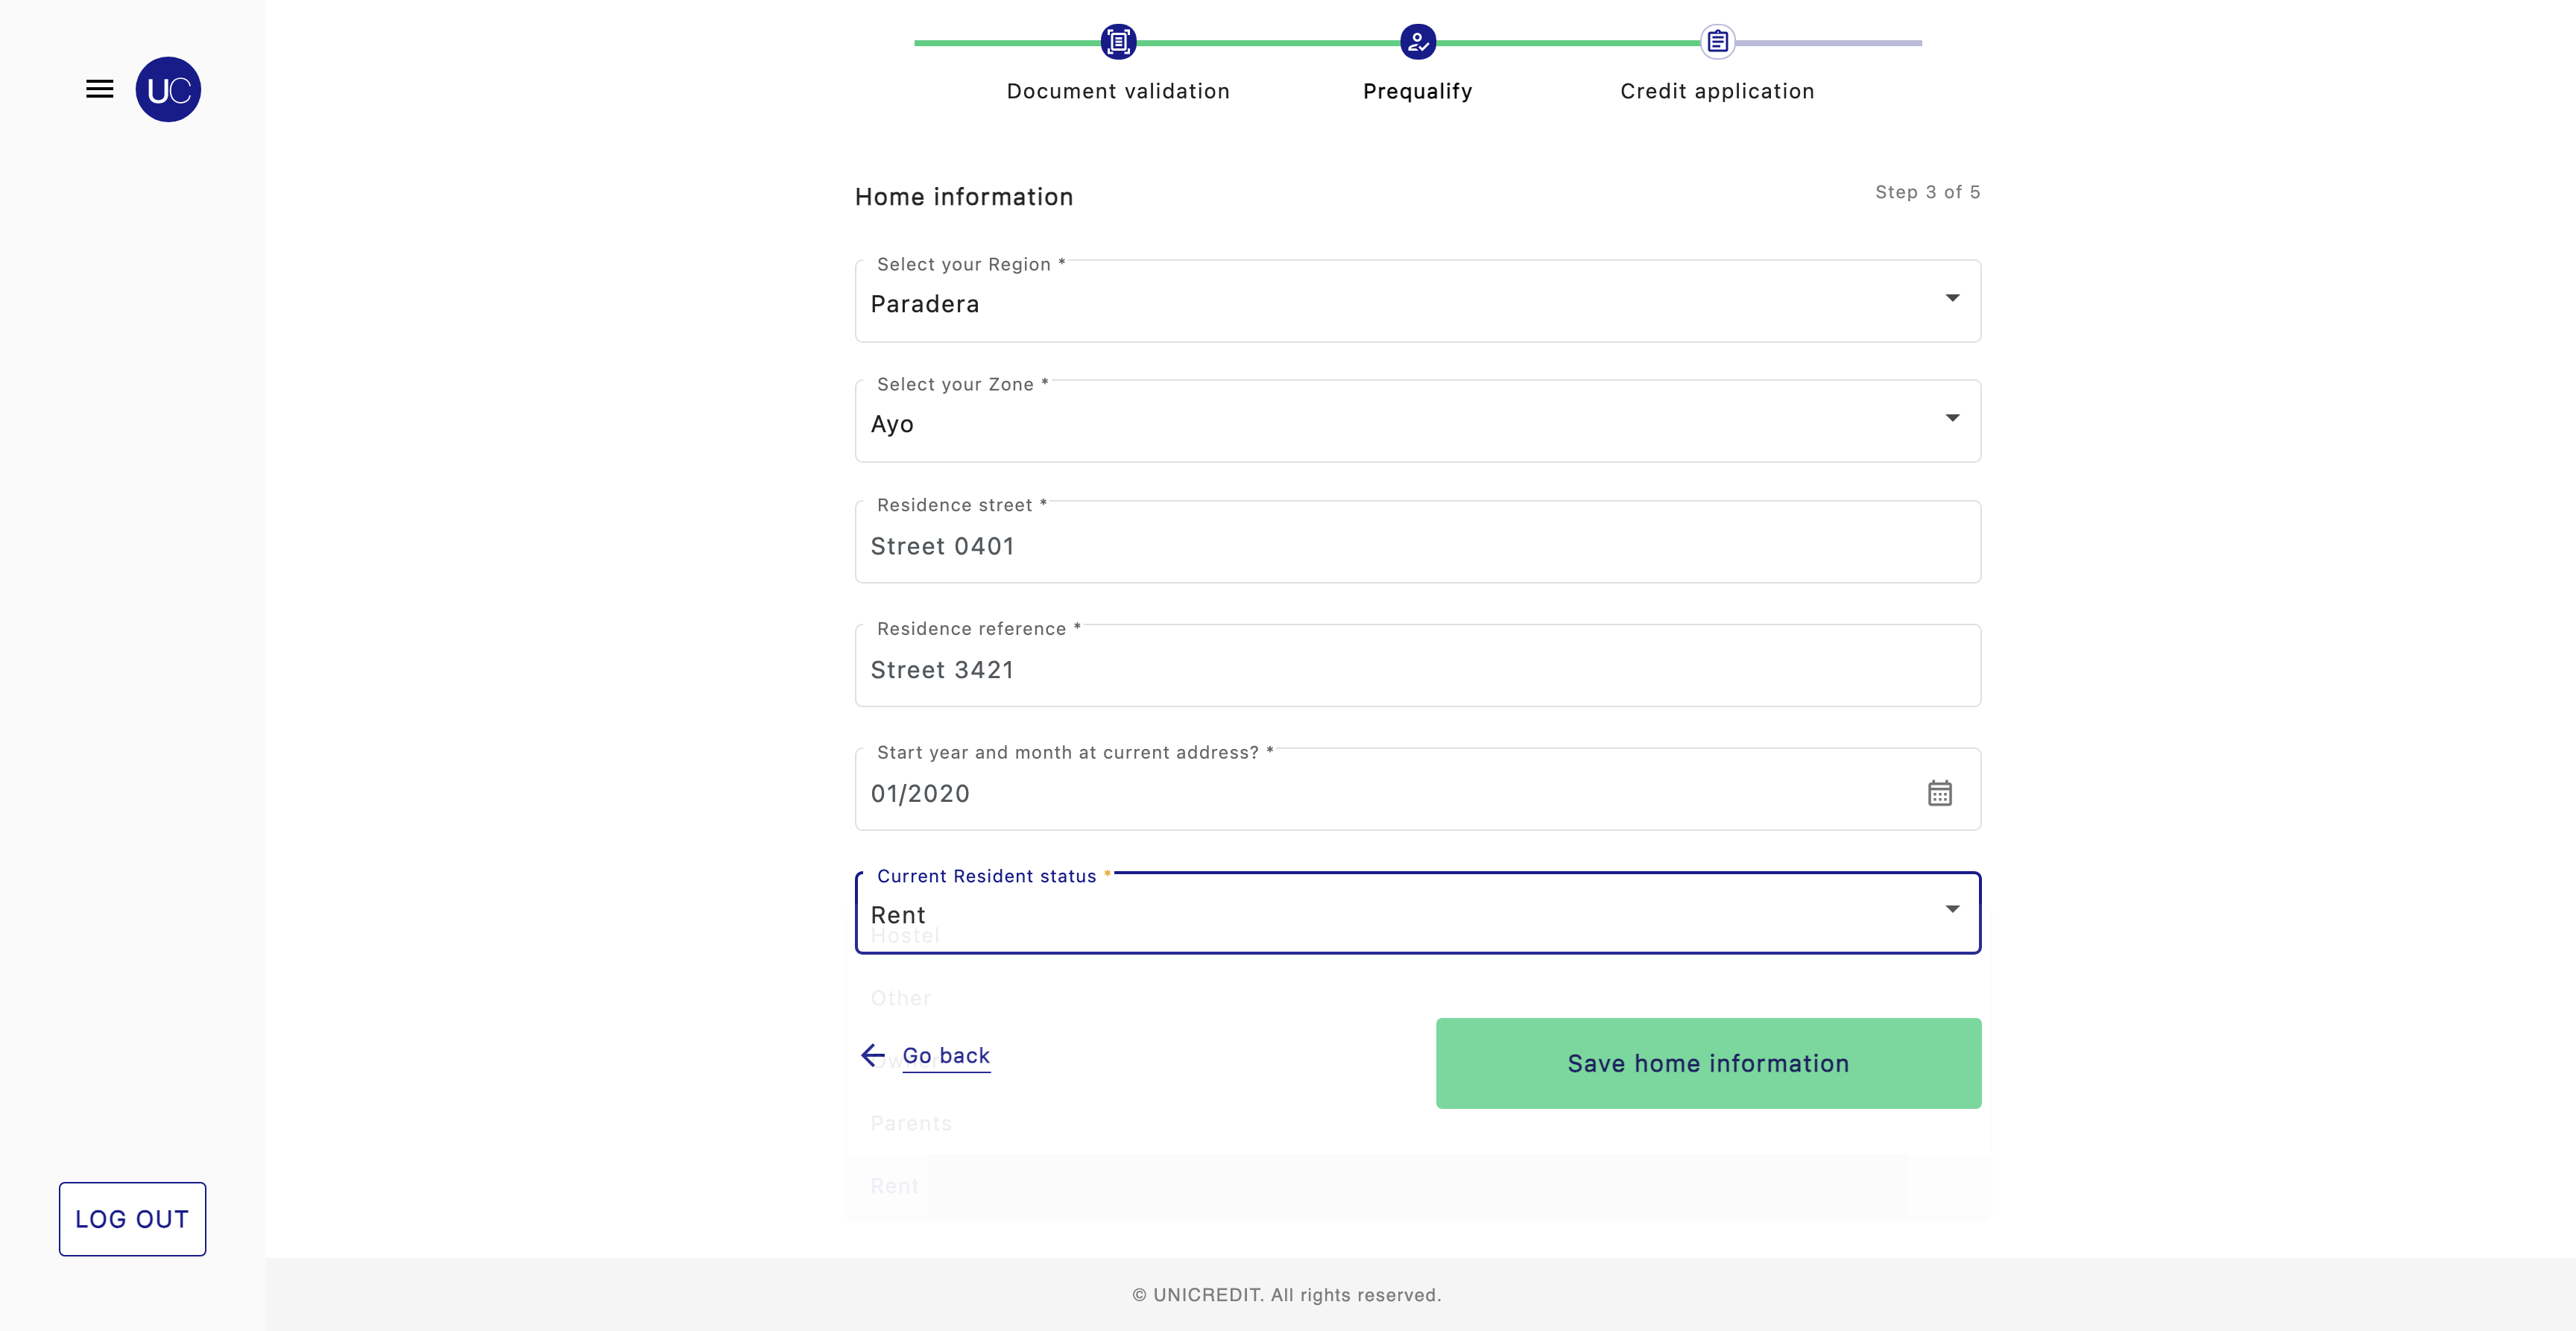 UC
Document validation
Prequalify
Credit application
Home information
Step 3 of 5
Select your Region *
Paradera
Select your Zone *
Ayo
Residence street *
Street 0401
Residence reference *
Street 3421
Start year and month at current address? *
01/2020
Current Resident status *
Rent
Hostel
Other
Go back
Save home information
Parents
Rent
LOG OUT
© UNICREDIT. All rights reserved.